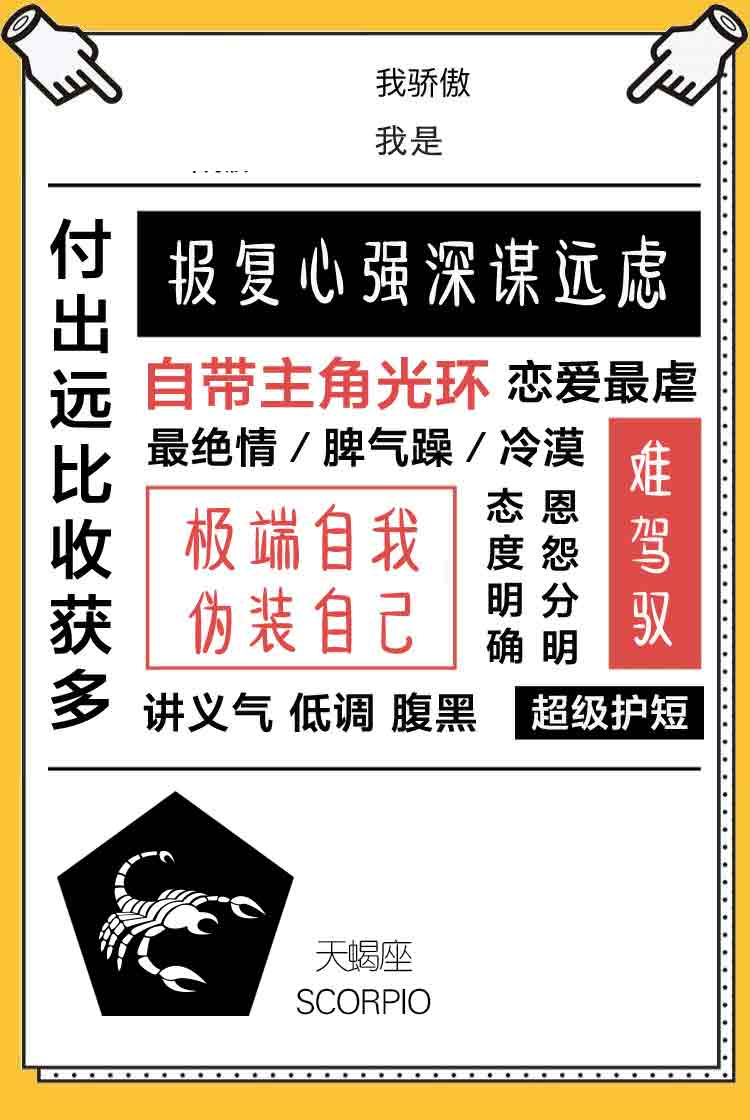 我骄傲
我是
付出远比收获多
报复心强深谋远虑
自带主角光环 恋爱最虐
最绝情 / 脾气躁 / 冷漠
难驾驭
极端自我
伪装自己
恩怨分明
态度明确
讲义气 低调 腹黑 超级护短
天蝎座
SCORPIO